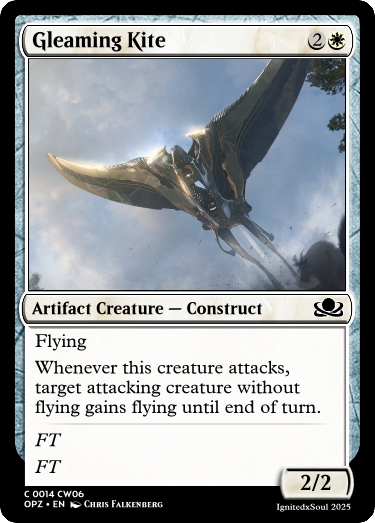 Gleaming Kite 2
Artifact Creature — Construct
Flying
Whenever this creature attacks,
target attacking creature without
flying gains flying until end of turn.
FT
FT
2/2
C 0014 CW06
OPZ • EN Chris Falkenberg
IgnitedxSoul 2025